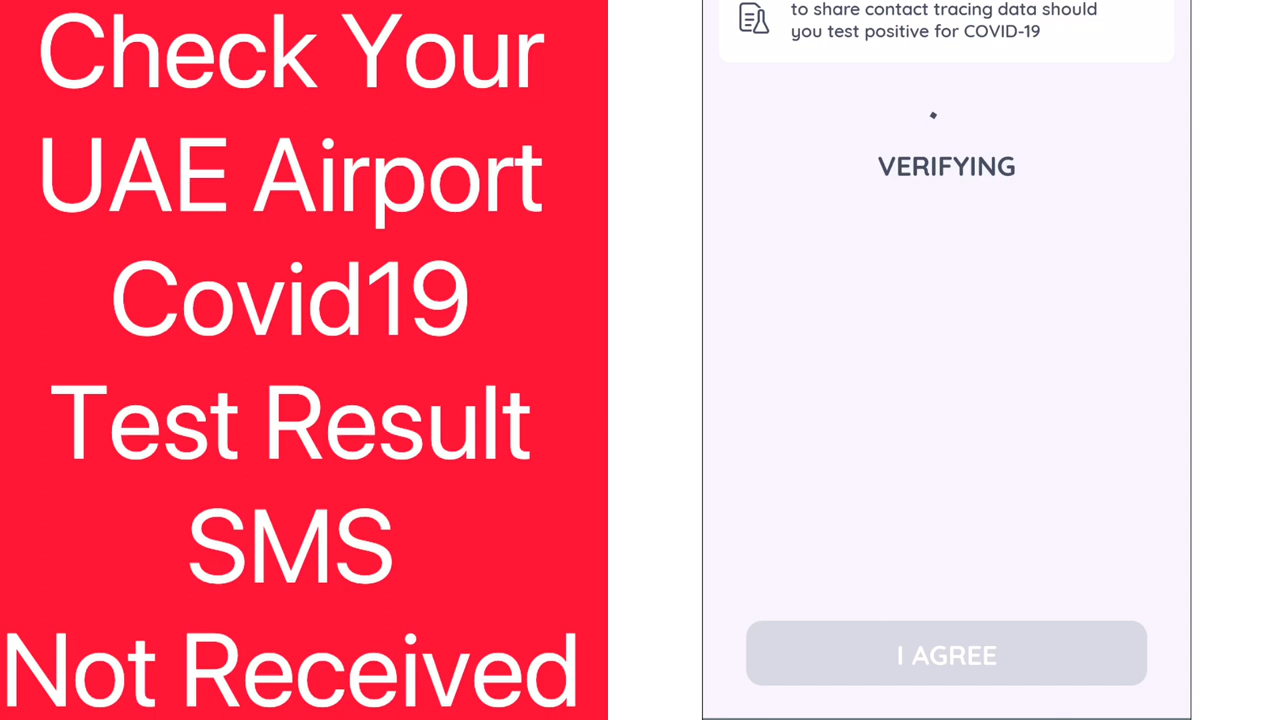 Check Your
UAE Airport
Covid19
Test Result
SMS
Not Received
to share contact tracing data should
you test positive for COVID-19
VERIFYING
I AGREE